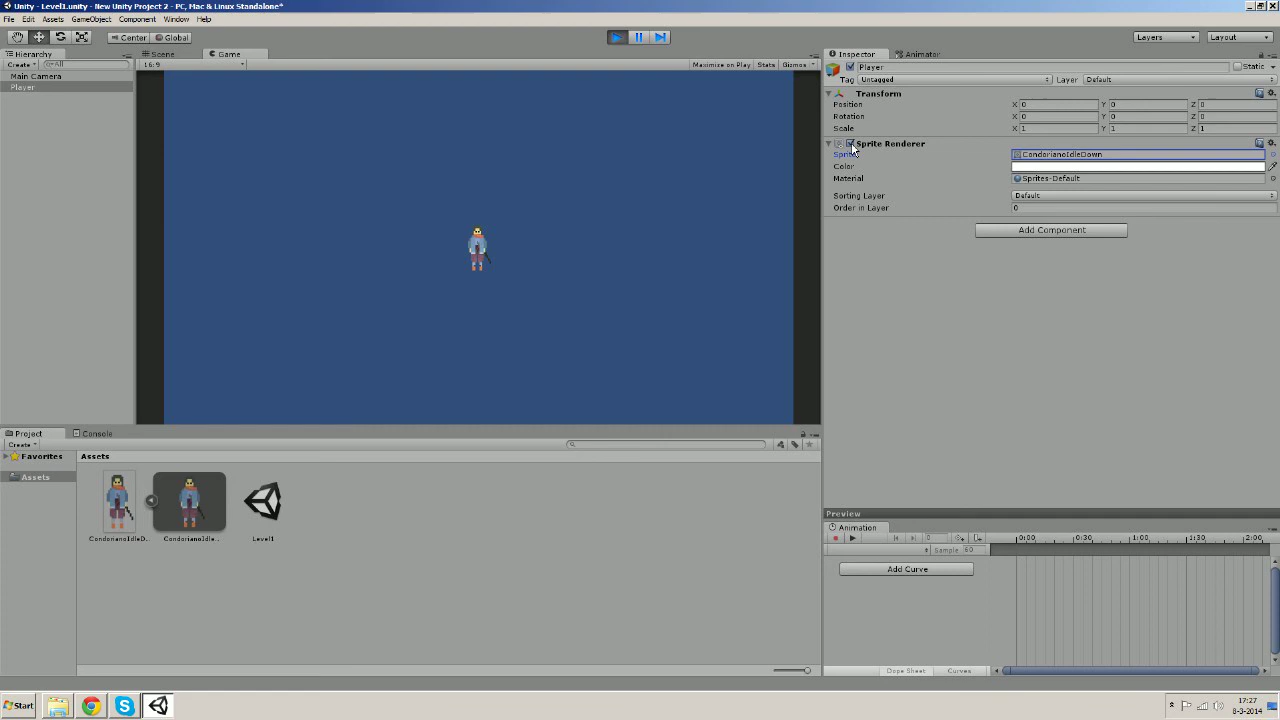 Unity - Level1.unity - New Unity Project 2 - PC, Mac & Linux Standalone*
File Edit Assets GameObject Component Window Help
Center Global
Layers Layout
Hierarchy
Create All
Main Camera
Player
Scene Game
16:9 Maximize on Play Stats Gizmos
Inspector Animator
Player Static
Tag Untagged Layer Default
Transform
Position X 0 Y 0 Z 0
Rotation X 0 Y 0 Z 0
Scale X 1 Y 1 Z 1
Sprite Renderer
Sprite CondorianoIdleDown
Color
Material Sprites-Default
Sorting Layer Default
Order in Layer 0
Add Component
Project Console
Create
Favorites
Assets
Assets
CondorianoIdleD.. CondorianoIdle... Level1
Preview
Animation
0 0:00 0:30 1:00 1:30 2:00
Sample 60
Add Curve
Dope Sheet Curves
Start
17:27
8-3-2014